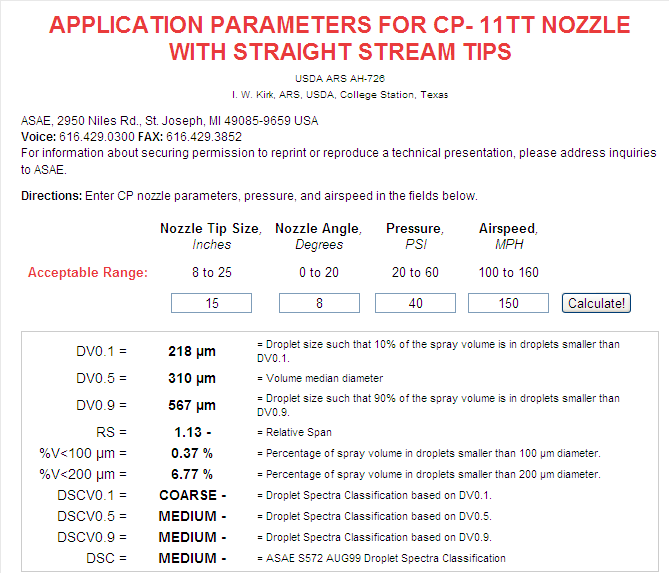 APPLICATION PARAMETERS FOR CP- 11TT NOZZLE
WITH STRAIGHT STREAM TIPS
USDA ARS AH-726
I. W. Kirk, ARS, USDA, College Station, Texas
ASAE, 2950 Niles Rd., St. Joseph, MI 49085-9659 USA
Voice: 616.429.0300 FAX: 616.429.3852
For information about securing permission to reprint or reproduce a technical presentation, please address inquiries
to ASAE.
Directions: Enter CP nozzle parameters, pressure, and airspeed in the fields below.
Nozzle Tip Size, Nozzle Angle, Pressure, Airspeed,
Inches Degrees PSI MPH
Acceptable Range: 8 to 25 0 to 20 20 to 60 100 to 160
15 8 40 150 Calculate!
DV0.1 = 218 µm = Droplet size such that 10% of the spray volume is in droplets smaller than
DV0.1.
DV0.5 = 310 µm = Volume median diameter
DV0.9 = 567 µm = Droplet size such that 90% of the spray volume is in droplets smaller than
DV0.9.
RS = 1.13 - = Relative Span
%V<100 µm = 0.37 % = Percentage of spray volume in droplets smaller than 100 µm diameter.
%V<200 µm = 6.77 % = Percentage of spray volume in droplets smaller than 200 µm diameter.
DSCV0.1 = COARSE - = Droplet Spectra Classification based on DV0.1.
DSCV0.5 = MEDIUM - = Droplet Spectra Classification based on DV0.5.
DSCV0.9 = MEDIUM - = Droplet Spectra Classification based on DV0.9.
DSC = MEDIUM - = ASAE S572 AUG99 Droplet Spectra Classification